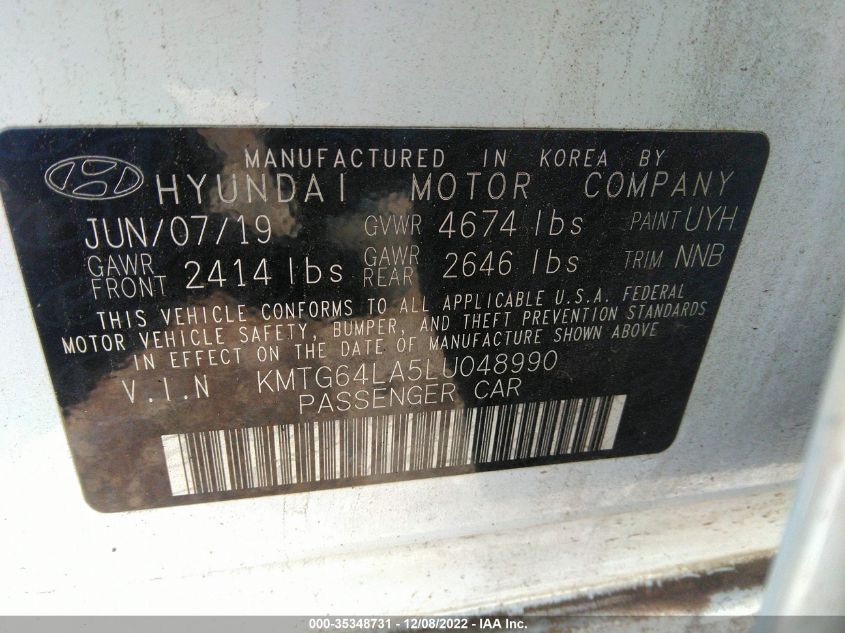 MANUFACTURED IN KOREA BY
HYUNDAI MOTOR COMPANY
JUN/07/19 GVWR 4674 lbs PAINT UYH
GAWR FRONT 2414 lbs GAWR REAR 2646 lbs TRIM NNB
THIS VEHICLE CONFORMS TO ALL APPLICABLE U.S.A. FEDERAL
MOTOR VEHICLE SAFETY, BUMPER, AND THEFT PREVENTION STANDARDS
IN EFFECT ON THE DATE OF MANUFACTURE SHOWN ABOVE
V.I.N KMTG64LA5LU048990
PASSENGER CAR
000-35348731 - 12/08/2022 - IAA Inc.